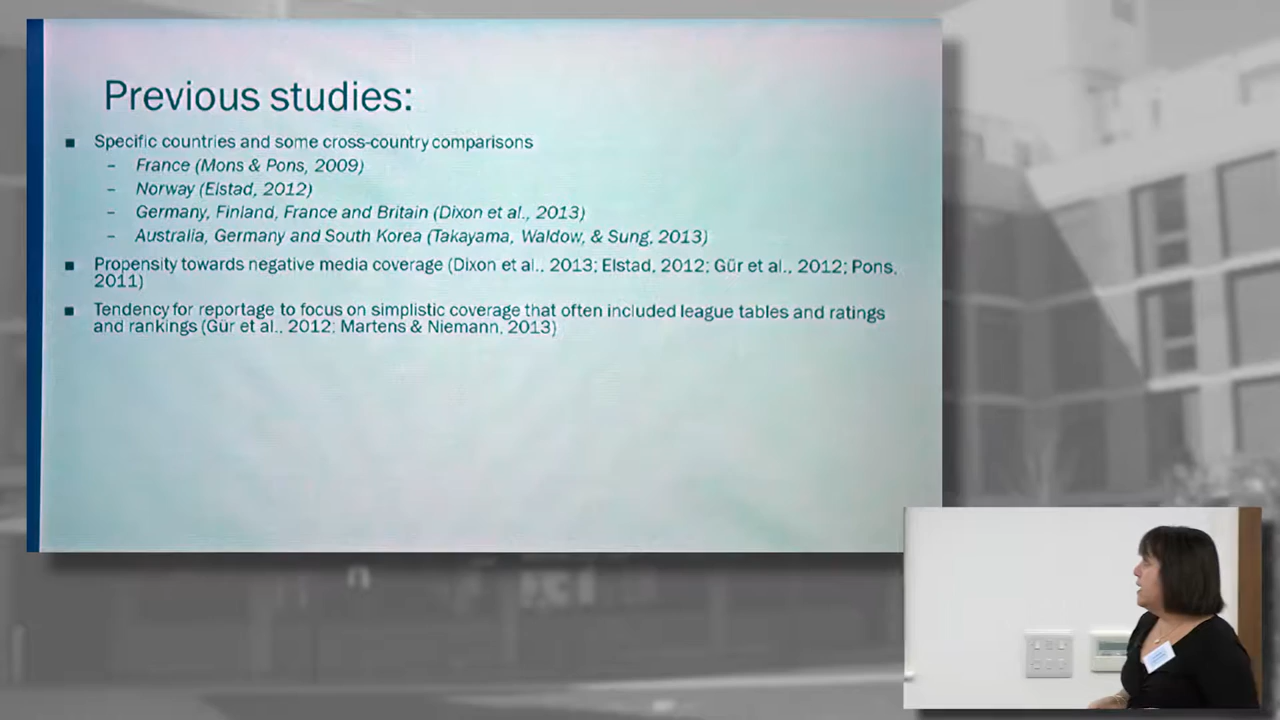 Previous studies:
■ Specific countries and some cross-country comparisons
– France (Mons & Pons, 2009)
– Norway (Elstad, 2012)
– Germany, Finland, France and Britain (Dixon et al., 2013)
– Australia, Germany and South Korea (Takayama, Waldow, & Sung, 2013)
■ Propensity towards negative media coverage (Dixon et al., 2013; Elstad, 2012; Gür et al., 2012; Pons,
2011)
■ Tendency for reportage to focus on simplistic coverage that often included league tables and ratings
and rankings (Gür et al., 2012; Martens & Niemann, 2013)